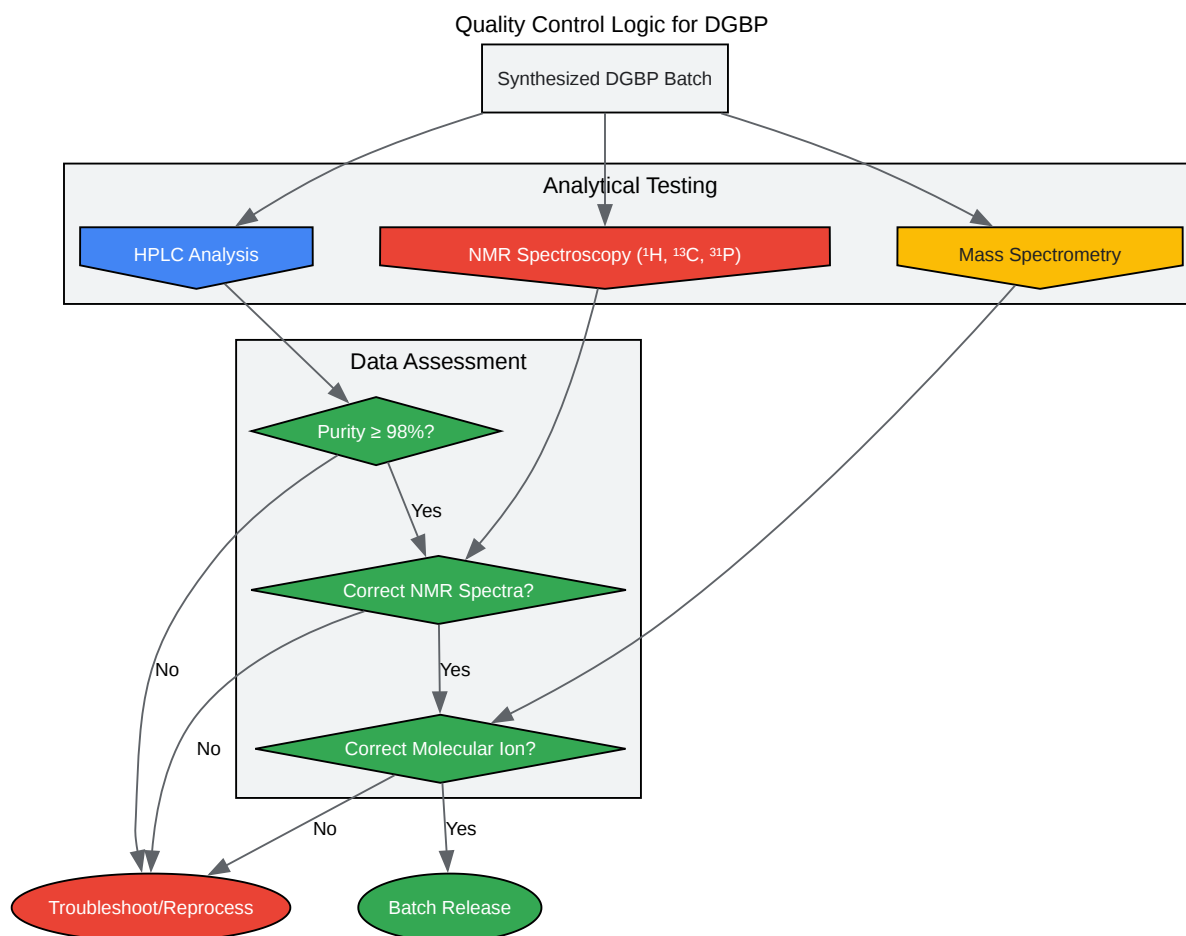 Quality Control Logic for DGBP
Synthesized DGBP Batch
Analytical Testing
HPLC Analysis
NMR Spectroscopy (¹H, ¹³C, ³¹P)
Mass Spectrometry
Data Assessment
Purity ≥ 98%?
Yes
Correct NMR Spectra?
No
Yes
No
Correct Molecular Ion?
No
Yes
Troubleshoot/Reprocess
Batch Release